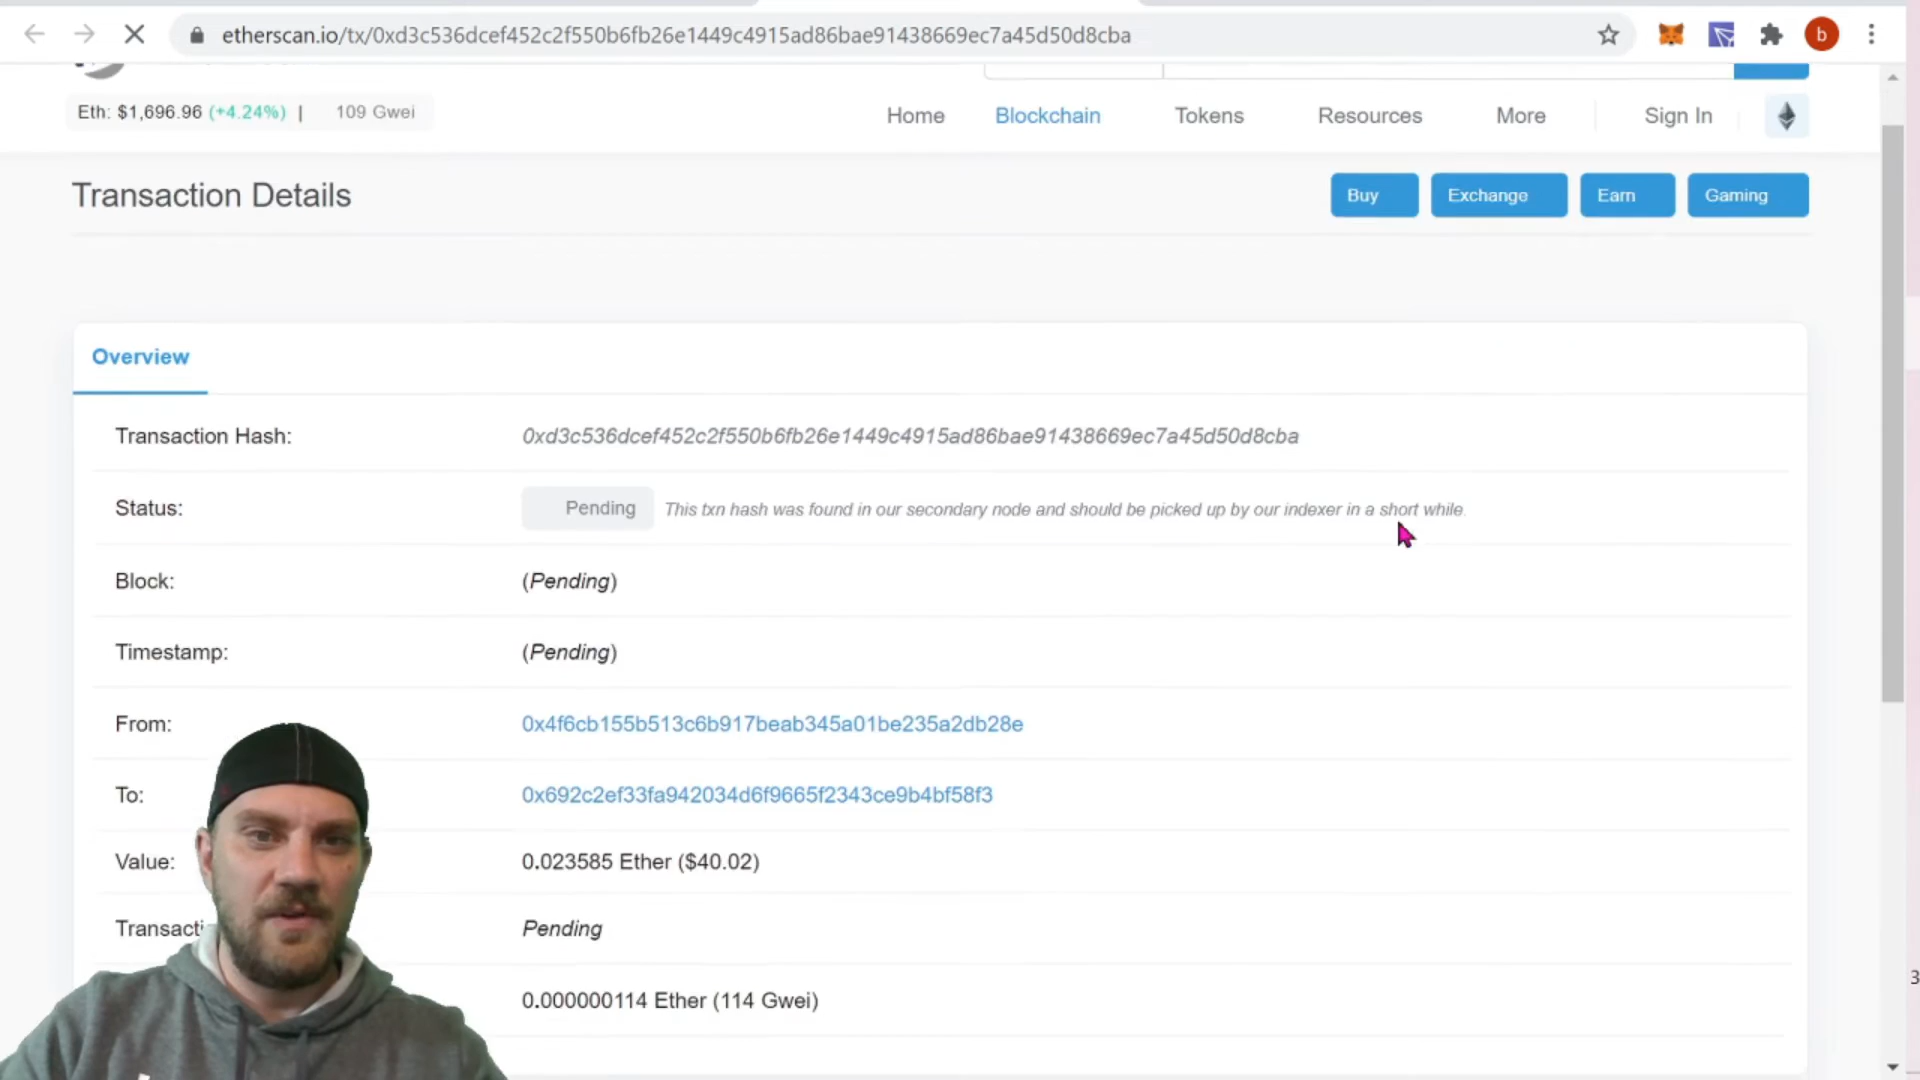 etherscan.io/tx/0xd3c536dcef452c2f550b6fb26e1449c4915ad86bae91438669ec7a45d50d8cba
b
Eth: $1,696.96 (+4.24%) | 109 Gwei
Home Blockchain Tokens Resources More Sign In
Transaction Details
Buy Exchange Earn Gaming
Overview
Transaction Hash: 0xd3c536dcef452c2f550b6fb26e1449c4915ad86bae91438669ec7a45d50d8cba
Status: Pending This txn hash was found in our secondary node and should be picked up by our indexer in a short while.
Block: (Pending)
Timestamp: (Pending)
From: 0x4f6cb155b513c6b917beab345a01be235a2db28e
To: 0x692c2ef33fa942034d6f9665f2343ce9b4bf58f3
Value: 0.023585 Ether ($40.02)
Transacti Pending
3
0.000000114 Ether (114 Gwei)